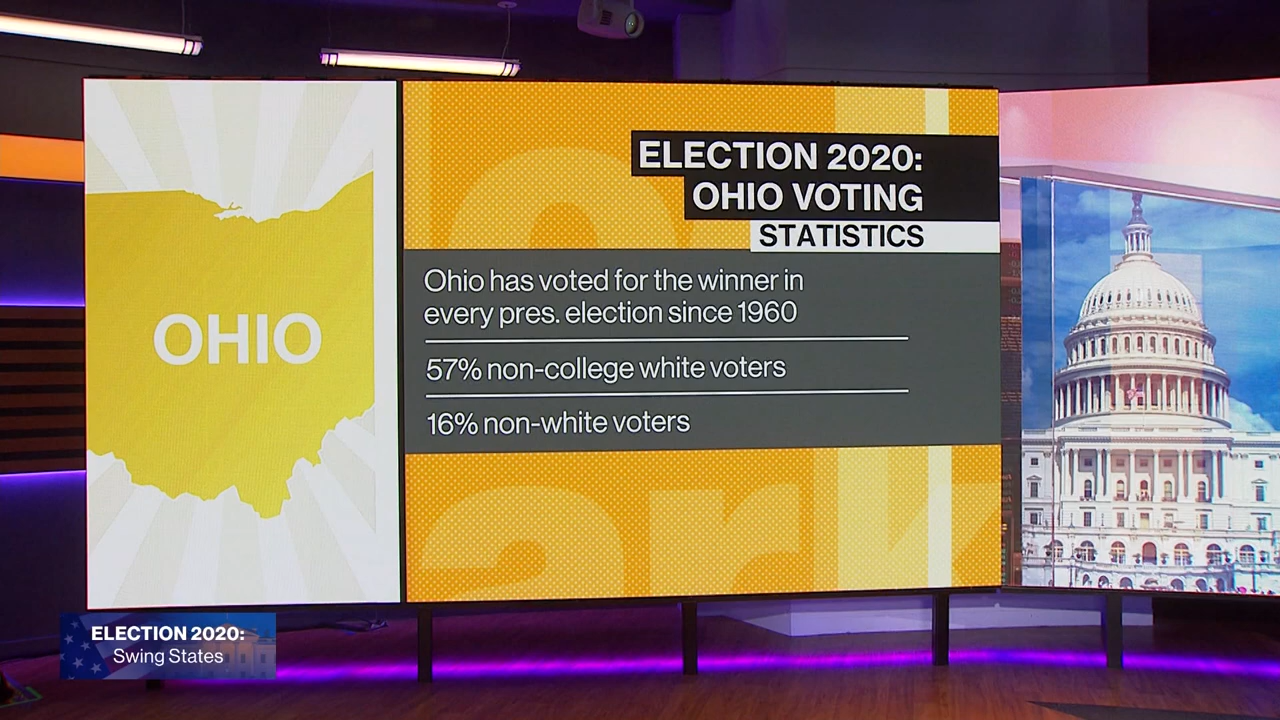 ELECTION 2020:
OHIO VOTING
STATISTICS
OHIO
Ohio has voted for the winner in
every pres. election since 1960
57% non-college white voters
16% non-white voters
ark
ELECTION 2020:
Swing States